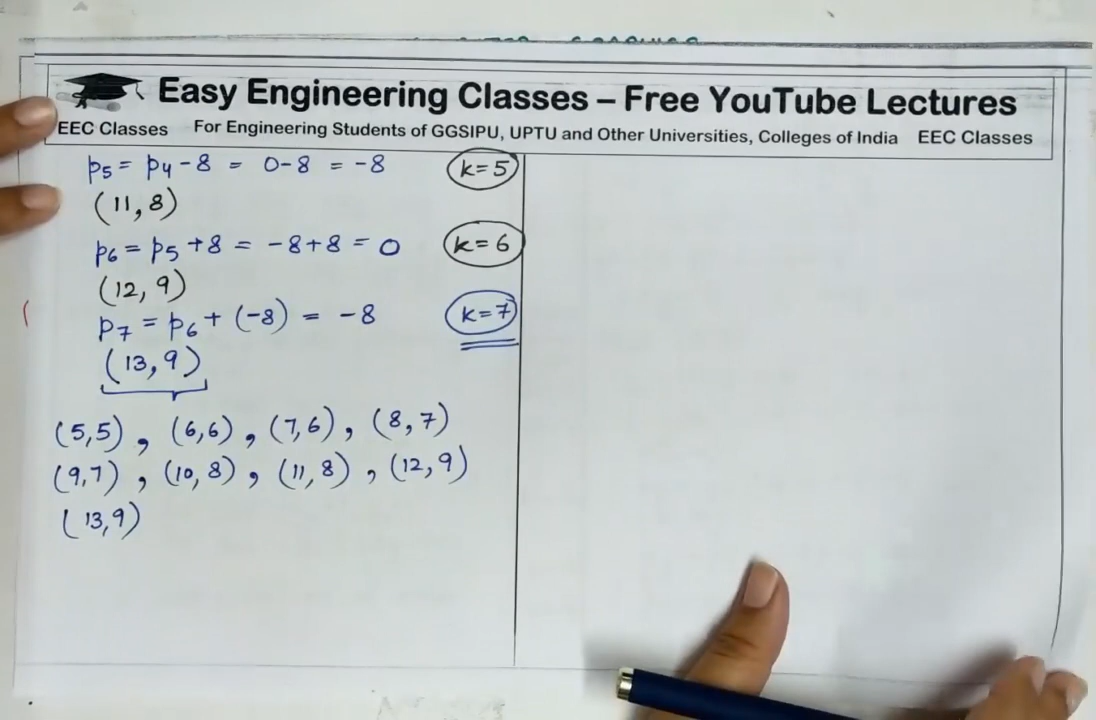 Easy Engineering Classes – Free YouTube Lectures
EEC Classes For Engineering Students of GGSIPU, UPTU and Other Universities, Colleges of India EEC Classes
p5 = p4 - 8 = 0 - 8 = -8 k=5
(11, 8)
p6 = p5 + 8 = -8 + 8 = 0 k=6
(12, 9)
p7 = p6 + (-8) = -8 k=7
(13, 9)
(5,5) , (6,6) , (7,6) , (8,7)
(9,7) , (10,8) , (11,8) , (12,9)
(13,9)